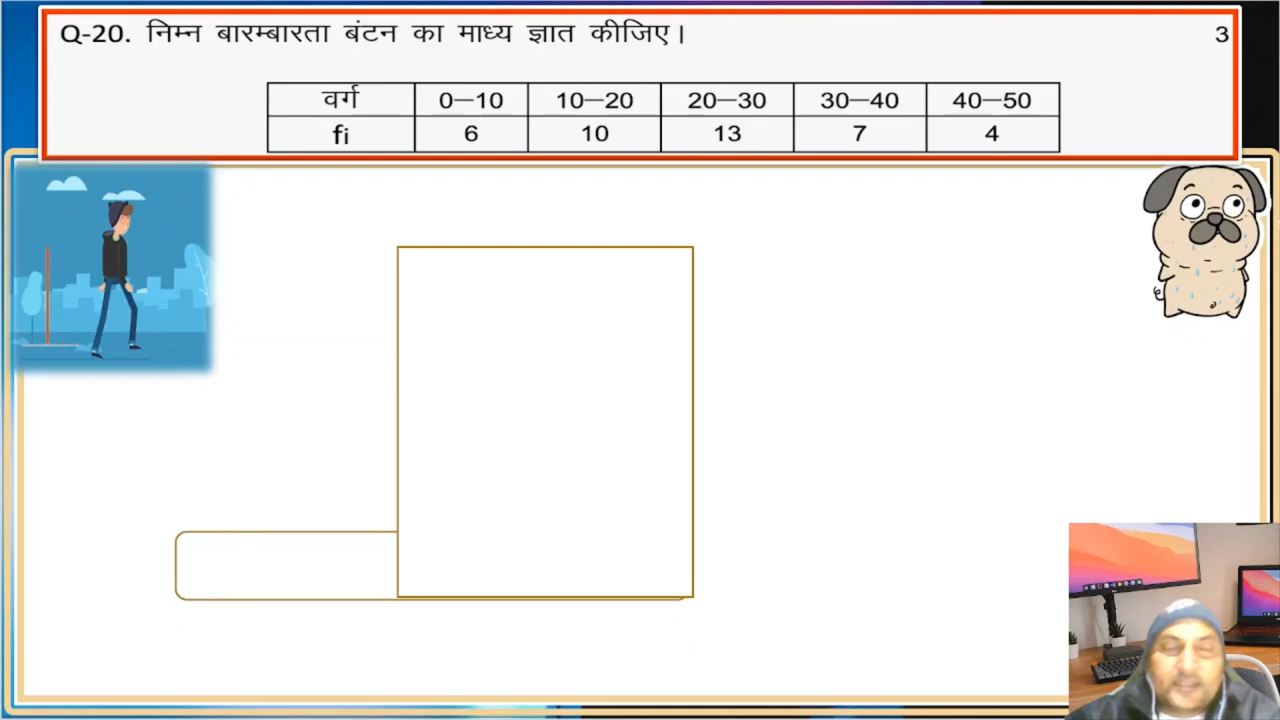 Q-20. निम्न बारम्बारता बंटन का माध्य ज्ञात कीजिए। 3
वर्ग 0—10 10—20 20—30 30—40 40—50
fi 6 10 13 7 4